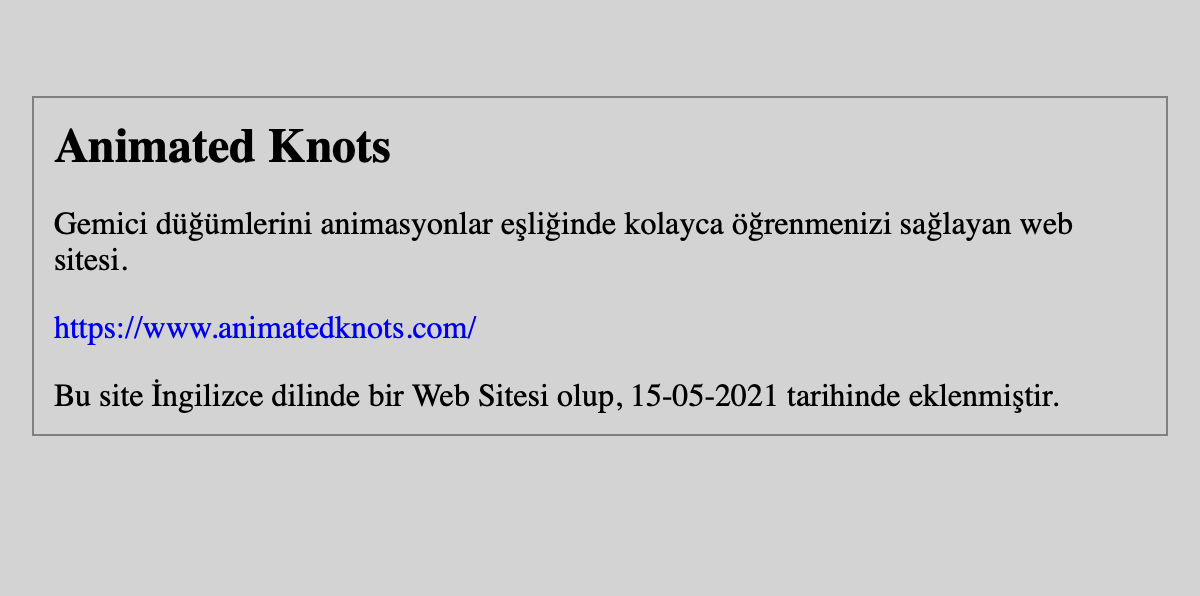 Animated Knots
Gemici düğümlerini animasyonlar eşliğinde kolayca öğrenmenizi sağlayan web
sitesi.
https://www.animatedknots.com/
Bu site İngilizce dilinde bir Web Sitesi olup, 15-05-2021 tarihinde eklenmiştir.